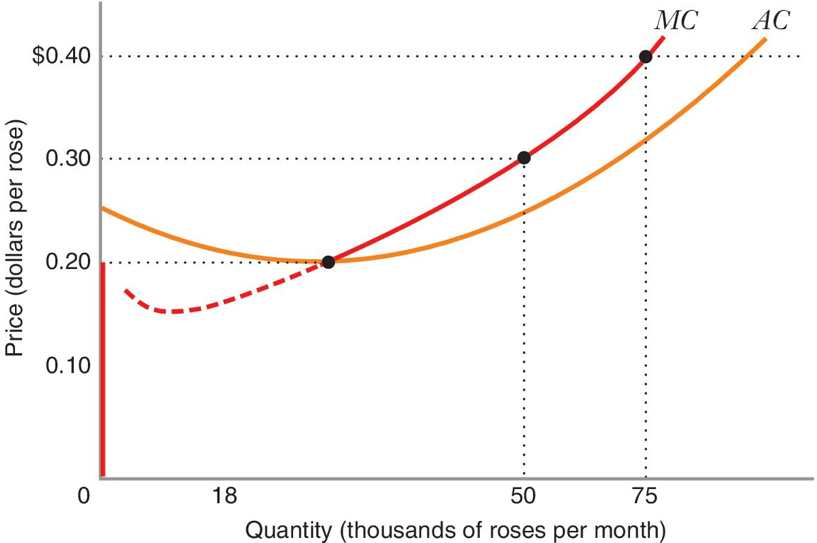 MC
AC
$0.40
0.30
0.20
0.10
0
18
50
75
Price (dollars per rose)
Quantity (thousands of roses per month)